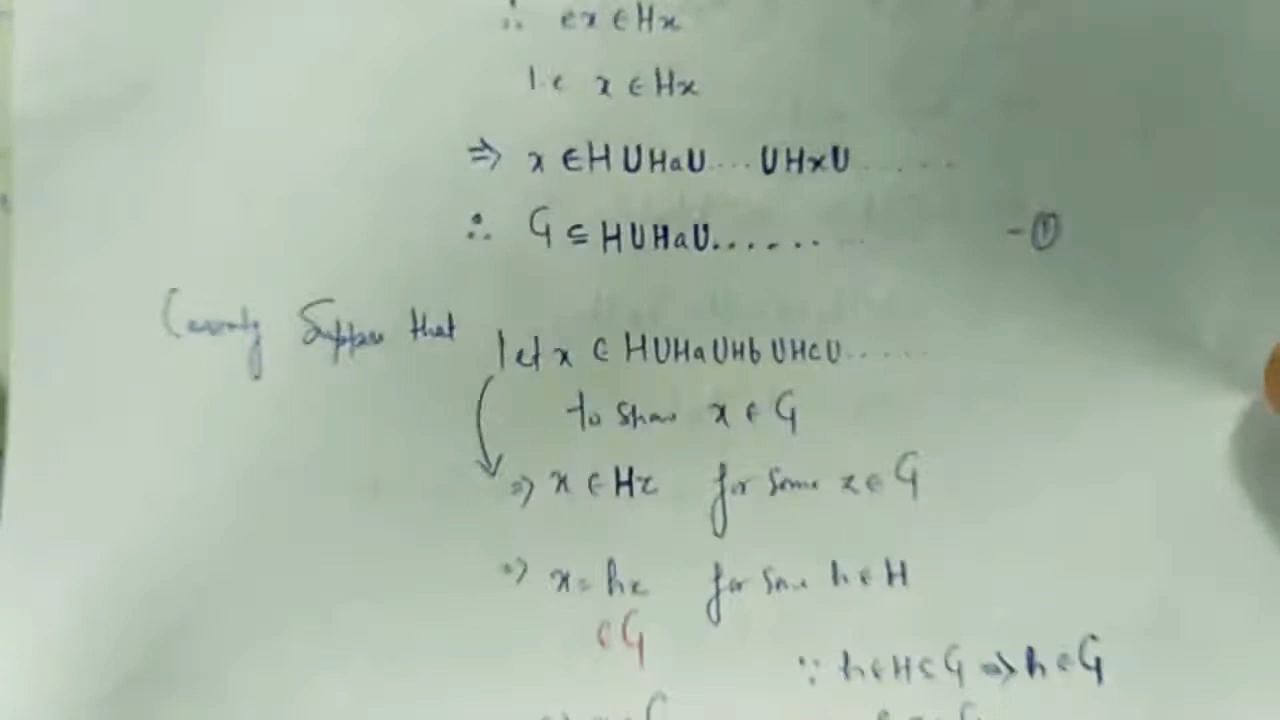 ∴ ex ∈ Hx
i.e x ∈ Hx
⇒ x ∈ H U Ha U ... U Hx U ......
∴ G ⊆ H U Ha U ...... - ①
Suppose that let x ∈ H U Ha U Hb U Hc U ......
to show x ∈ G
⇒ x ∈ Hz for some z ∈ G
⇒ x = hz for some h ∈ H
∈ G
∵ h ∈ H ⊆ G ⇒ h ∈ G